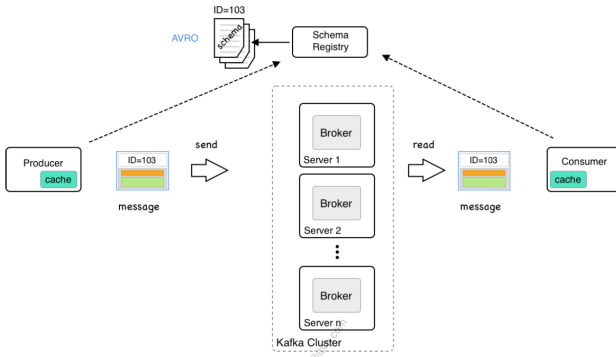 ID=103
AVRO
schema
Schema
Registry
Broker
Server 1
send
read
Producer
cache
ID=103
message
ID=103
message
Consumer
cache
Broker
Server 2
Broker
Server n
Kafka Cluster